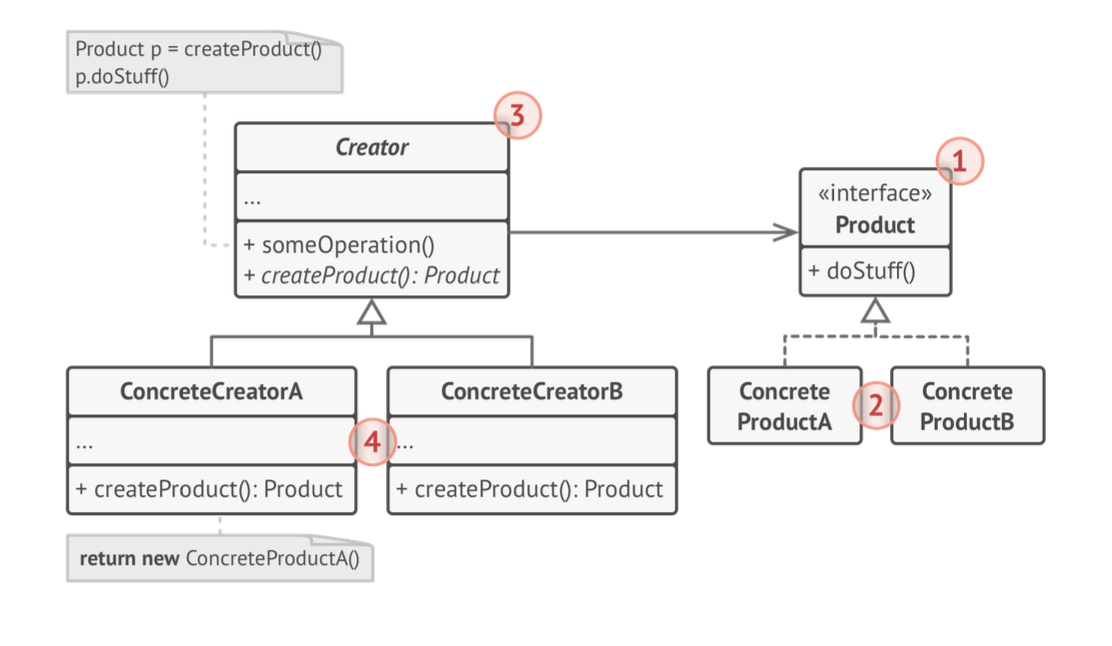 Product p = createProduct()
p.doStuff()
3
Creator
...
+ someOperation()
+ createProduct(): Product
1
«interface»
Product
+ doStuff()
ConcreteCreatorA
...
+ createProduct(): Product
4
ConcreteCreatorB
...
+ createProduct(): Product
Concrete
ProductA
2
Concrete
ProductB
return new ConcreteProductA()